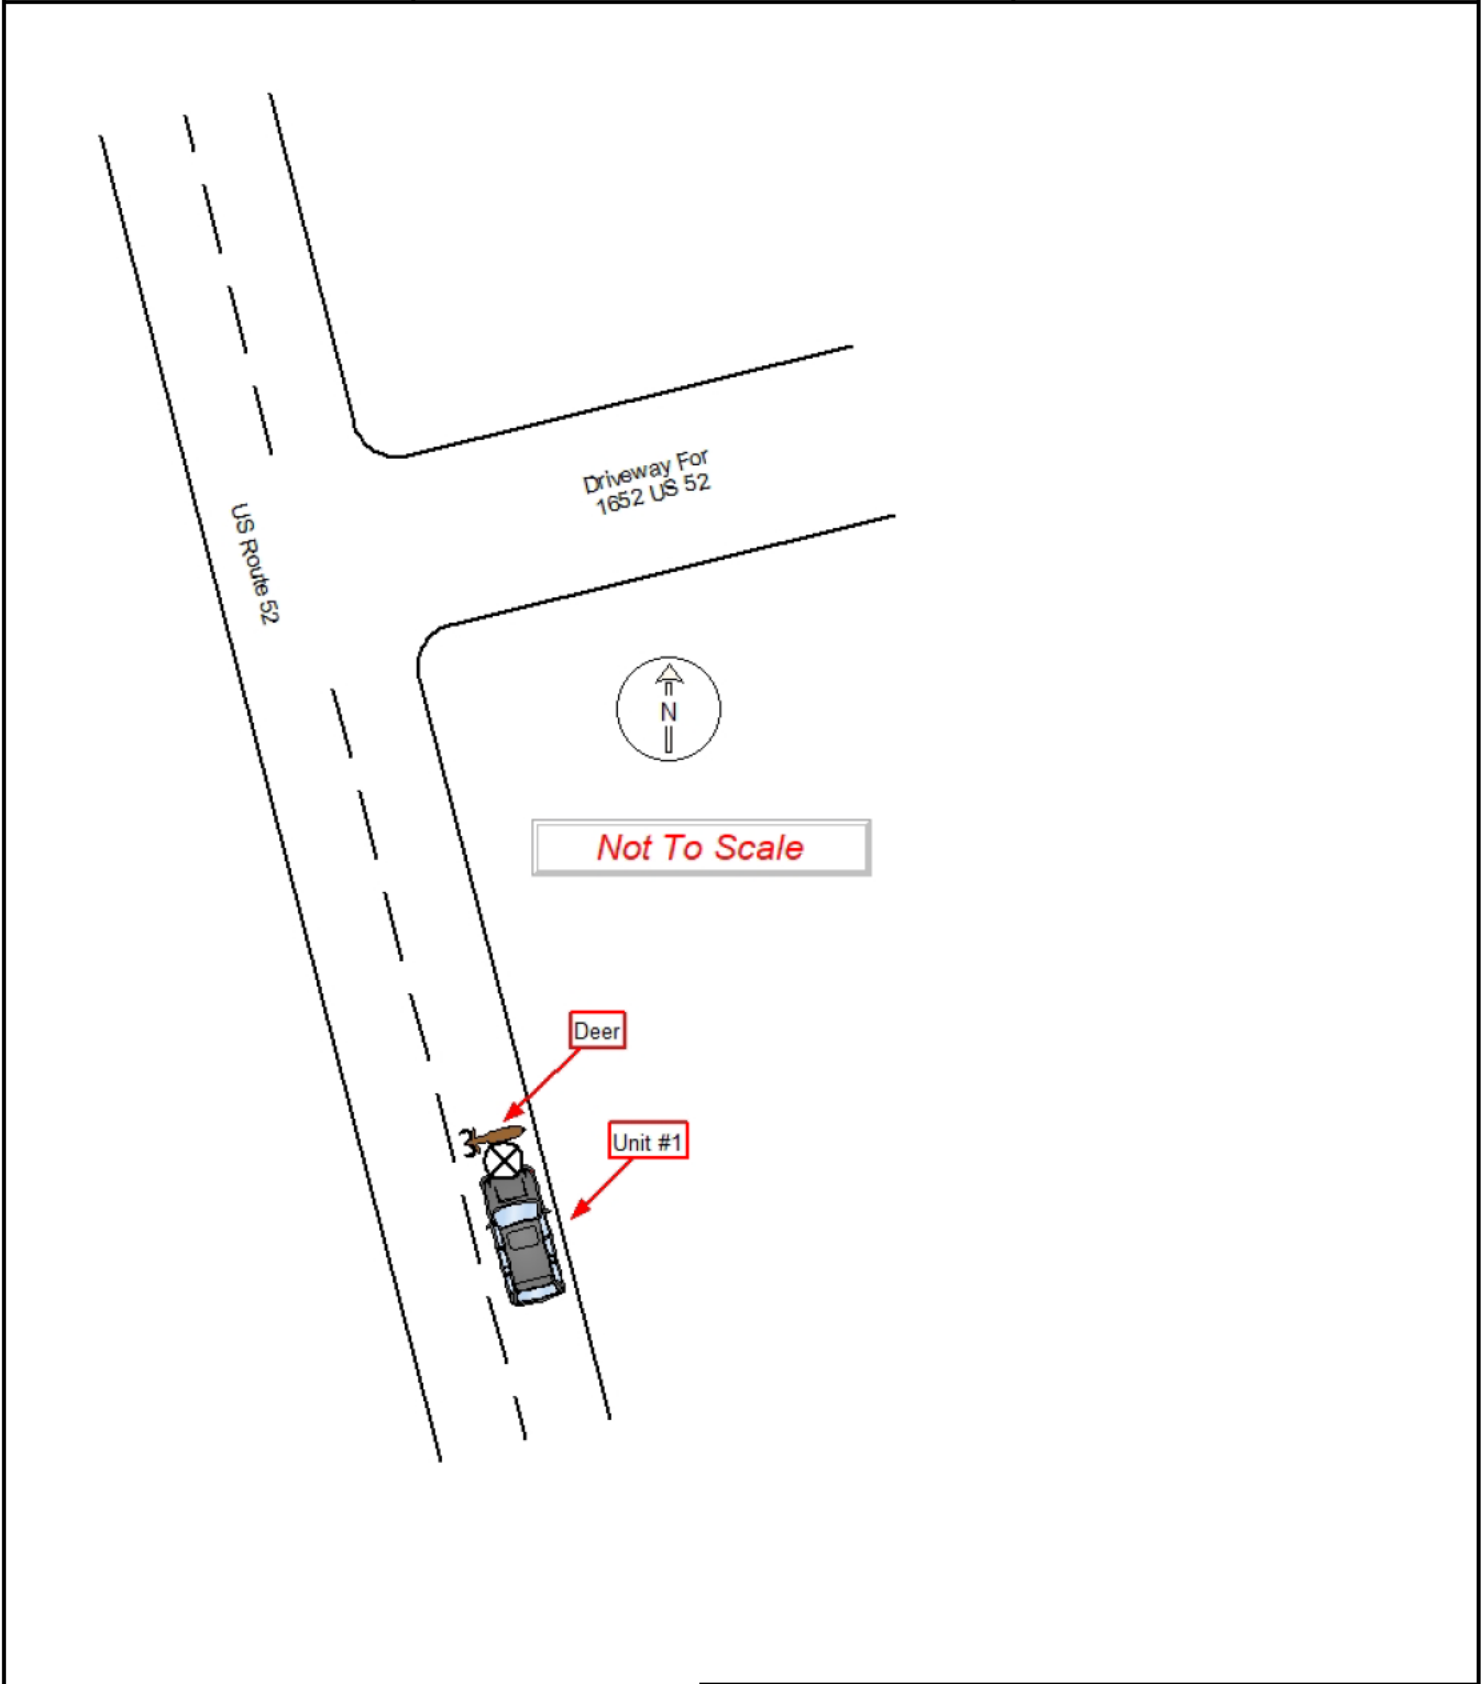 Driveway For
1652 US 52
US Route 52
N
Not To Scale
Deer
Unit #1